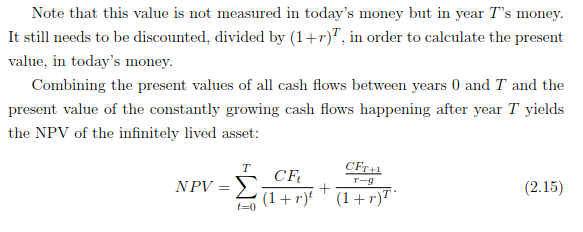 Note that this value is not measured in today's money but in year T's money.
It still needs to be discounted, divided by (1+r)^T, in order to calculate the present
value, in today's money.
Combining the present values of all cash flows between years 0 and T and the
present value of the constantly growing cash flows happening after year T yields
the NPV of the infinitely lived asset:
NPV = \sum_{t=0}^{T} \frac{CF_t}{(1+r)^t} + \frac{\frac{CF_{T+1}}{r-g}}{(1+r)^T}. (2.15)